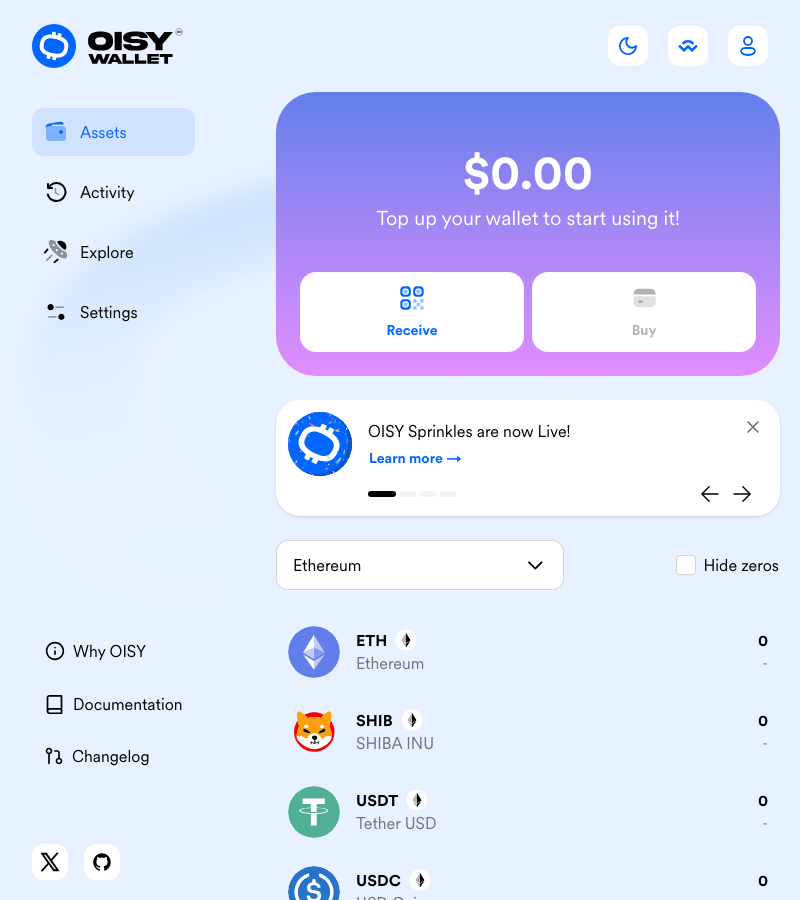 OISY
WALLET
Assets
Activity
Explore
Settings
$0.00
Top up your wallet to start using it!
Receive
Buy
OISY Sprinkles are now Live!
Learn more →
Ethereum
Hide zeros
ETH
0
Ethereum
-
SHIB
0
SHIBA INU
-
USDT
0
Tether USD
-
USDC
0
Why OISY
Documentation
Changelog